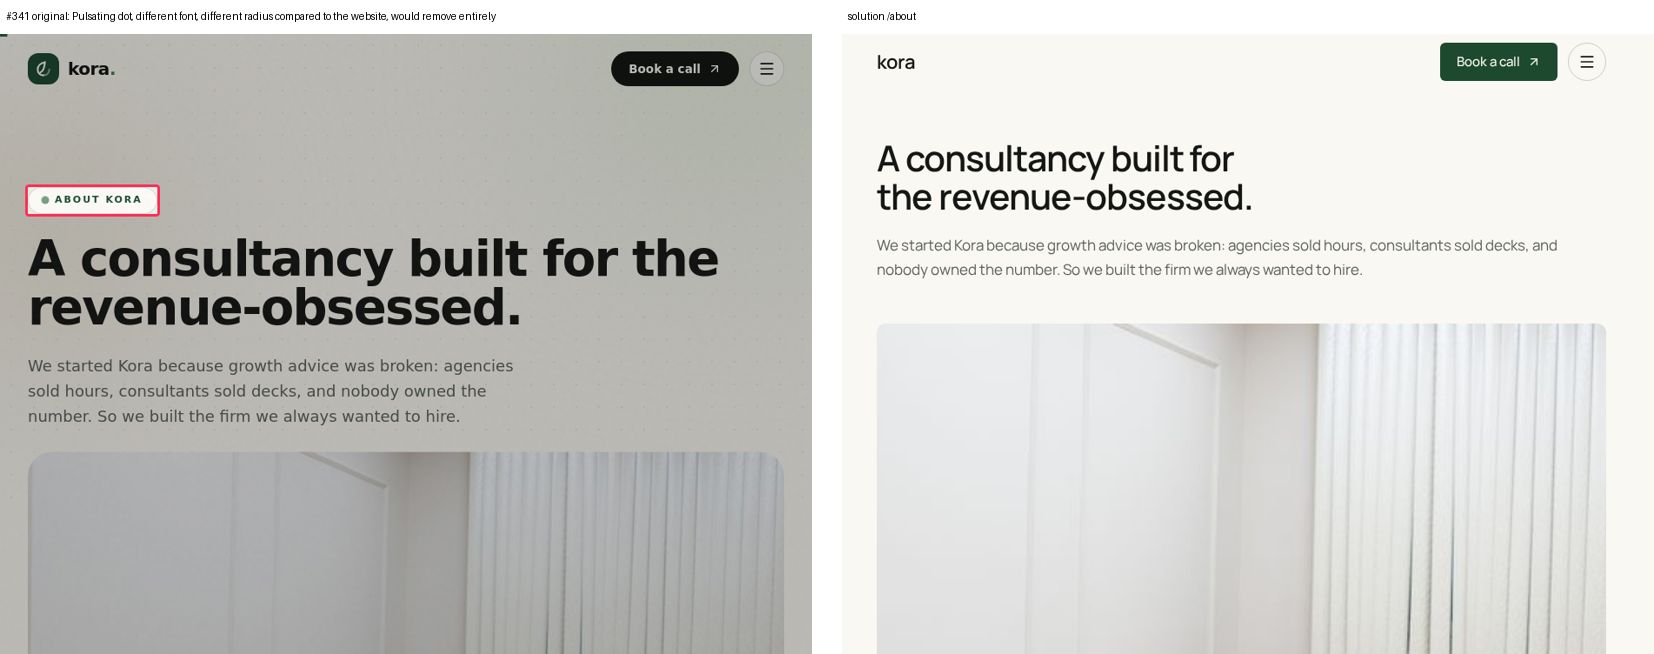 #341 original: Pulsating dot, different font, different radius compared to the website, would remove entirely
kora.
Book a call
ABOUT KORA
A consultancy built for the
revenue-obsessed.
We started Kora because growth advice was broken: agencies
sold hours, consultants sold decks, and nobody owned the
number. So we built the firm we always wanted to hire.
solution /about
kora
Book a call
A consultancy built for
the revenue-obsessed.
We started Kora because growth advice was broken: agencies sold hours, consultants sold decks, and
nobody owned the number. So we built the firm we always wanted to hire.